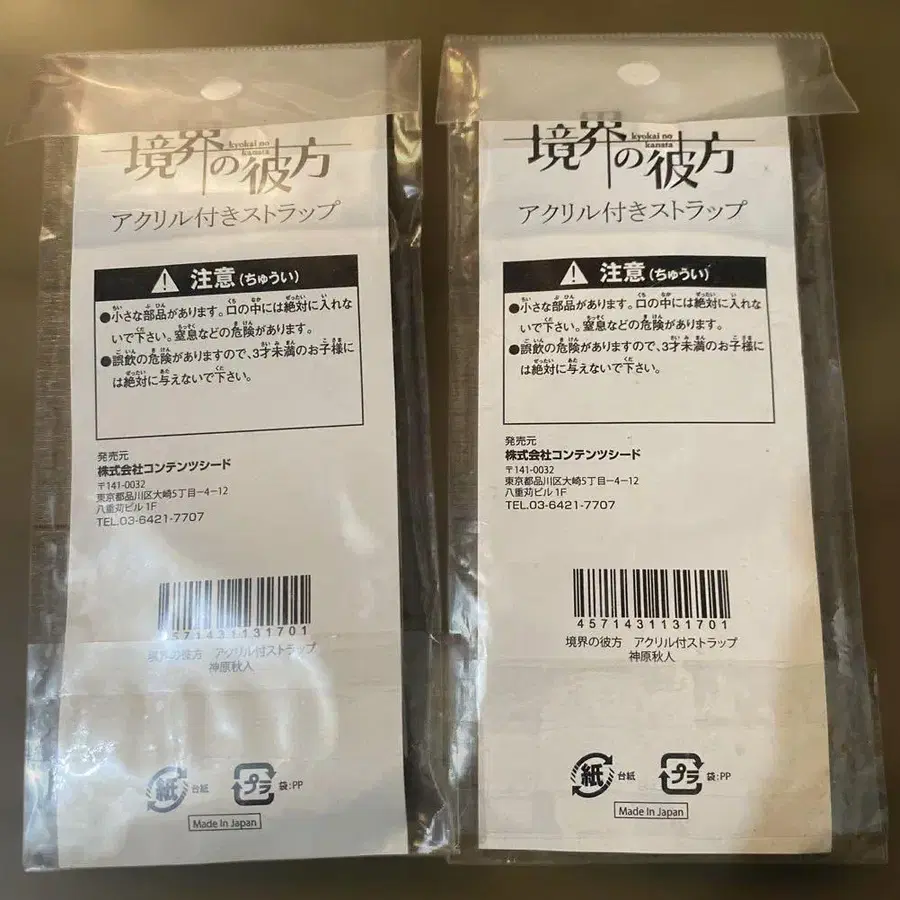 境界の彼方
kyokai no
kanata
アクリル付きストラップ
注意(ちゅうい)
●小さな部品があります。口の中には絶対に入れな
いで下さい。窒息などの危険があります。
●誤飲の危険がありますので、3才未満のお子様に
は絶対に与えないで下さい。
発売元
株式会社コンテンツシード
〒141-0032
東京都品川区大崎5丁目-4-12
八重苅ビル 1F
TEL.03-6421-7707
4571431131701
境界の彼方 アクリル付ストラップ
神原秋人
紙 台紙
プラ 袋:PP
Made In Japan
境界の彼方
kyokai no
kanata
アクリル付きストラップ
注意(ちゅうい)
●小さな部品があります。口の中には絶対に入れな
いで下さい。窒息などの危険があります。
●誤飲の危険がありますので、3才未満のお子様に
は絶対に与えないで下さい。
発売元
株式会社コンテンツシード
〒141-0032
東京都品川区大崎5丁目-4-12
八重苅ビル 1F
TEL.03-6421-7707
4571431131701
境界の彼方 アクリル付ストラップ
神原秋人
紙 台紙
プラ 袋:PP
Made In Japan